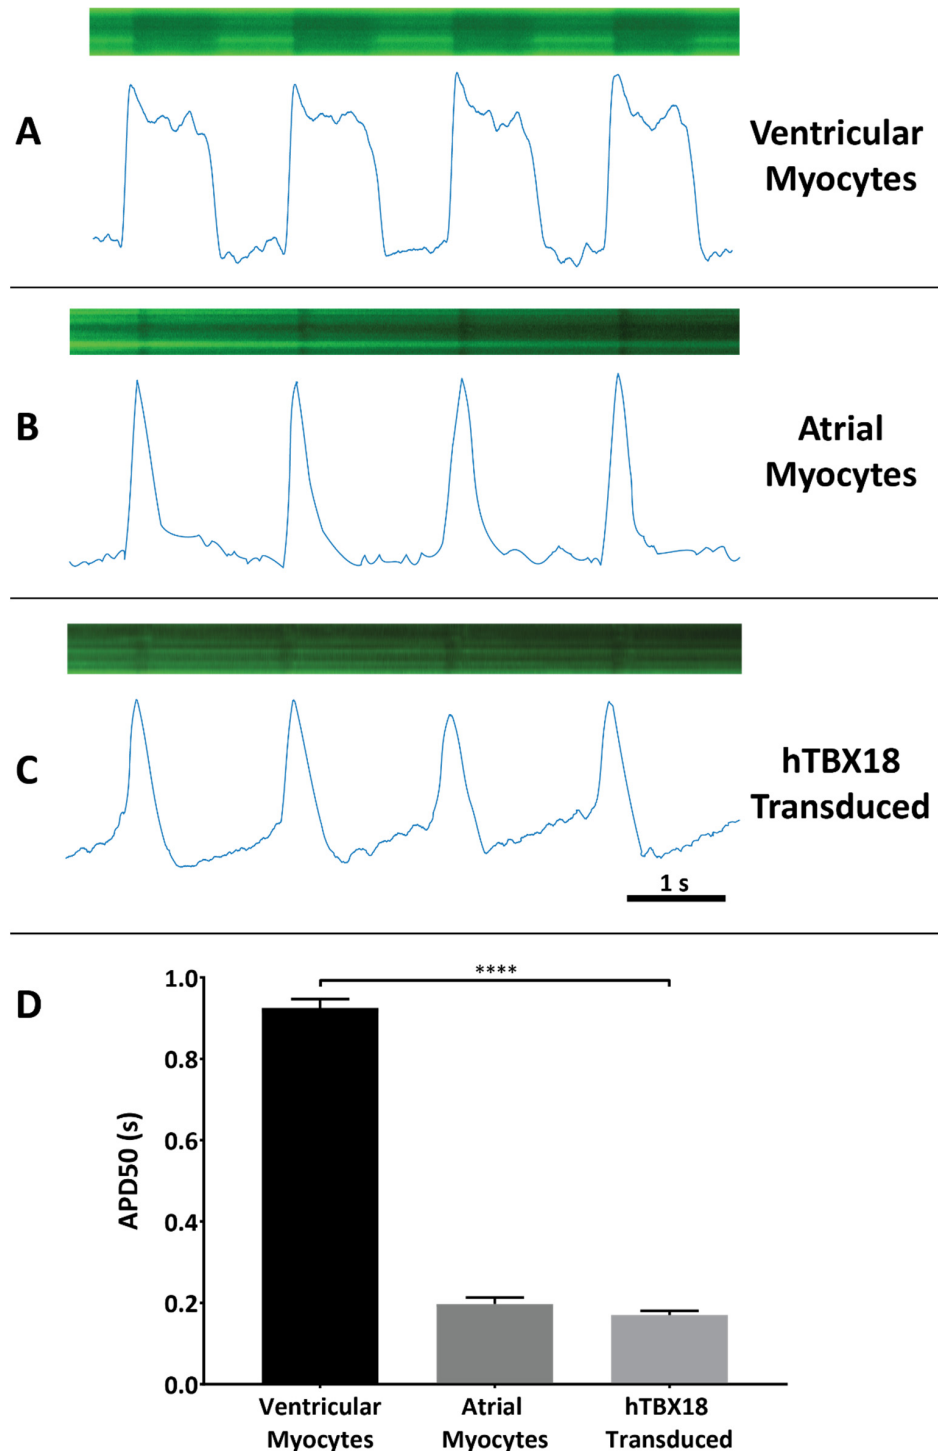 A
Ventricular
Myocytes
B
Atrial
Myocytes
C
hTBX18
Transduced
1 s
D
****
1.0
0.8
0.6
0.4
0.2
0.0
APD50 (s)
Ventricular
Myocytes
Atrial
Myocytes
hTBX18
Transduced